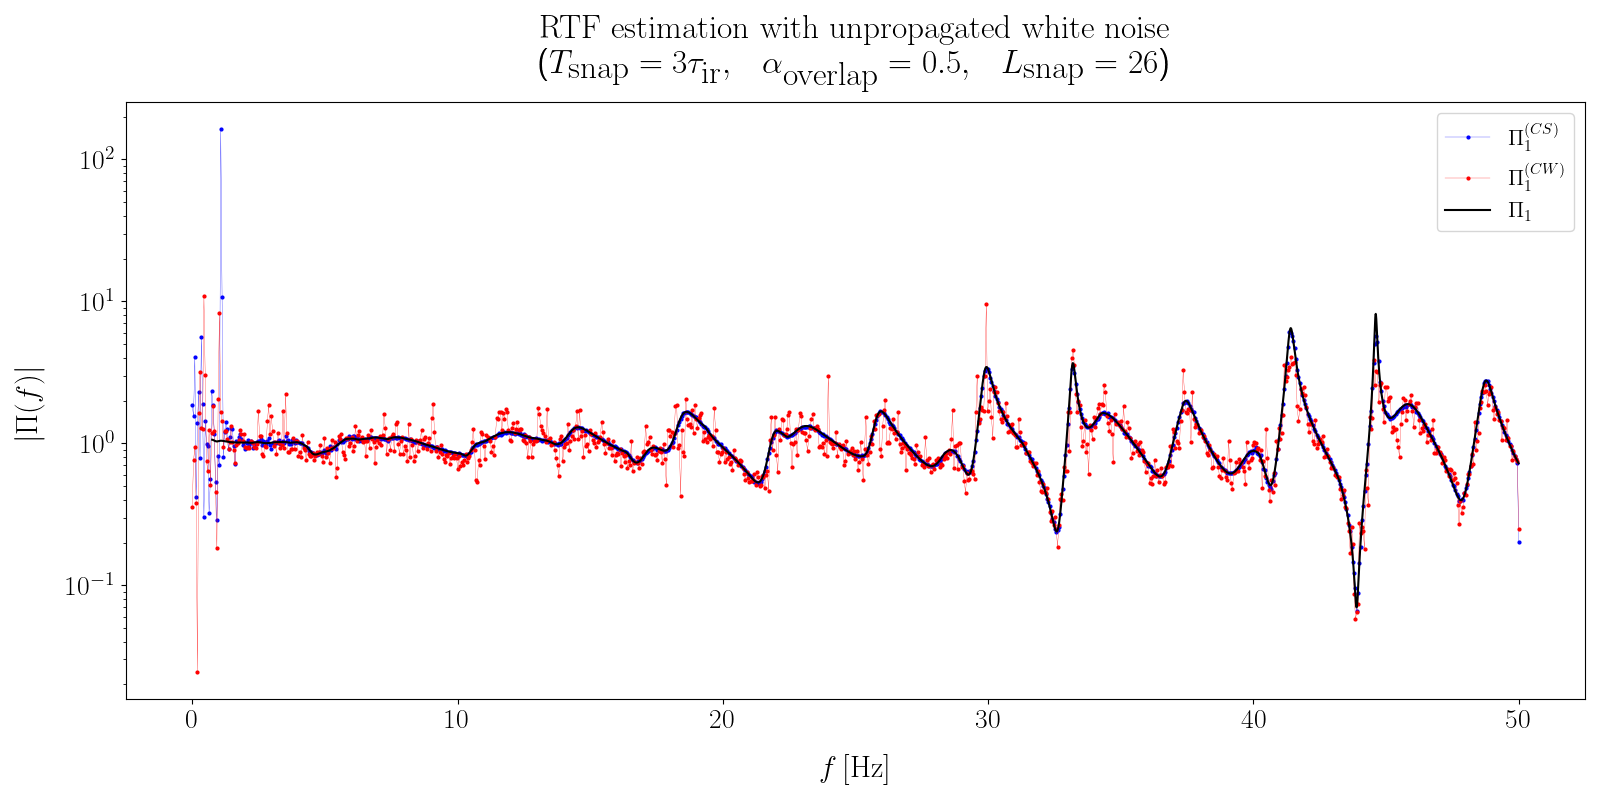 RTF estimation with unpropagated white noise
(T_snap = 3τ_ir, α_overlap = 0.5, L_snap = 26)
|Π(f)|
10^2
10^1
10^0
10^−1
Π_1^(CS)
Π_1^(CW)
Π_1
0 10 20 30 40 50
f [Hz]